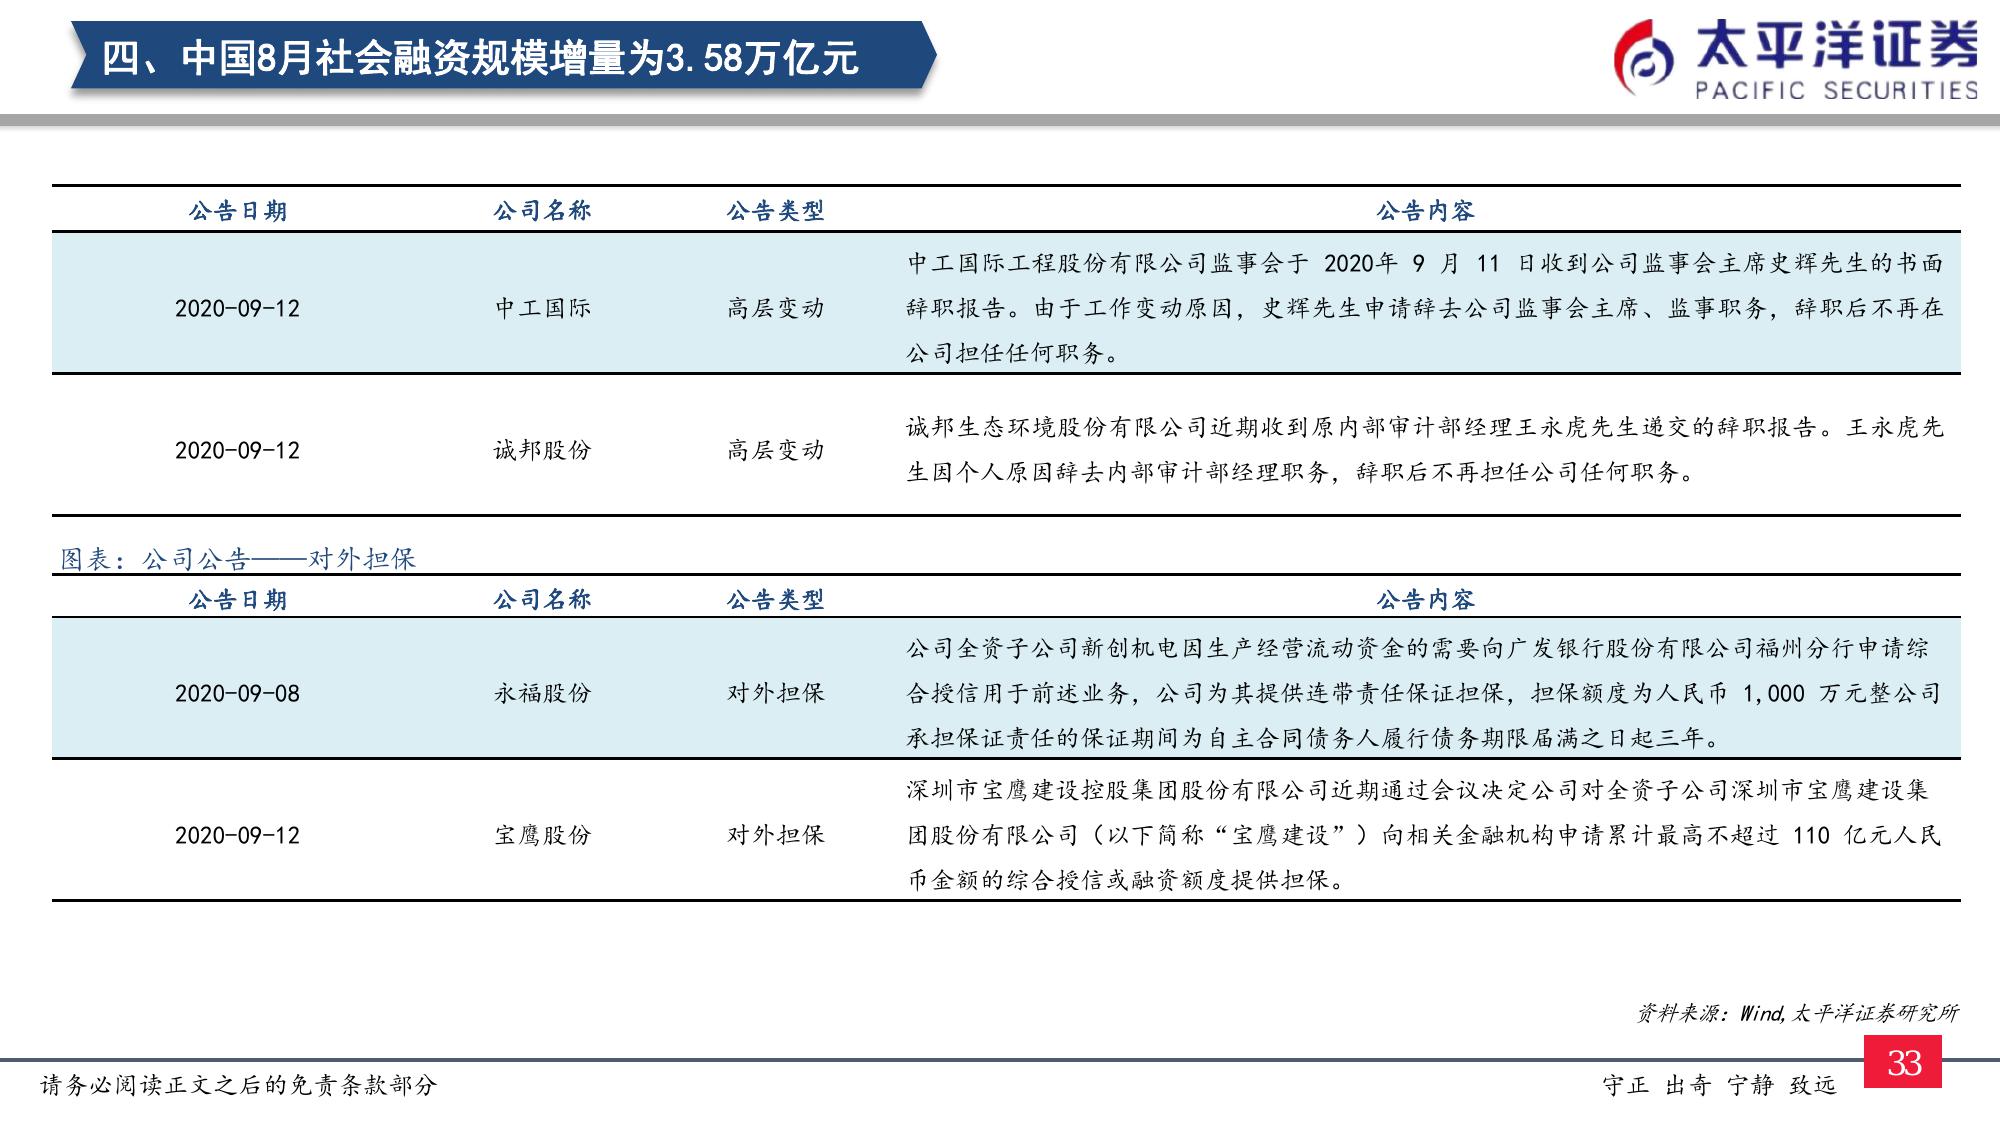 四、中国8月社会融资规模增量为3.58万亿元
太平洋证券
PACIFIC SECURITIES
公告日期 公司名称 公告类型 公告内容
2020-09-12 中工国际 高层变动
中工国际工程股份有限公司监事会于 2020年 9 月 11 日收到公司监事会主席史辉先生的书面
辞职报告。由于工作变动原因，史辉先生申请辞去公司监事会主席、监事职务，辞职后不再在
公司担任任何职务。
2020-09-12 诚邦股份 高层变动
诚邦生态环境股份有限公司近期收到原内部审计部经理王永虎先生递交的辞职报告。王永虎先
生因个人原因辞去内部审计部经理职务，辞职后不再担任公司任何职务。
图表：公司公告——对外担保
公告日期 公司名称 公告类型 公告内容
2020-09-08 永福股份 对外担保
公司全资子公司新创机电因生产经营流动资金的需要向广发银行股份有限公司福州分行申请综
合授信用于前述业务，公司为其提供连带责任保证担保，担保额度为人民币 1,000 万元整公司
承担保证责任的保证期间为自主合同债务人履行债务期限届满之日起三年。
2020-09-12 宝鹰股份 对外担保
深圳市宝鹰建设控股集团股份有限公司近期通过会议决定公司对全资子公司深圳市宝鹰建设集
团股份有限公司（以下简称“宝鹰建设”）向相关金融机构申请累计最高不超过 110 亿元人民
币金额的综合授信或融资额度提供担保。
资料来源：Wind,太平洋证券研究所
请务必阅读正文之后的免责条款部分
守正 出奇 宁静 致远
33